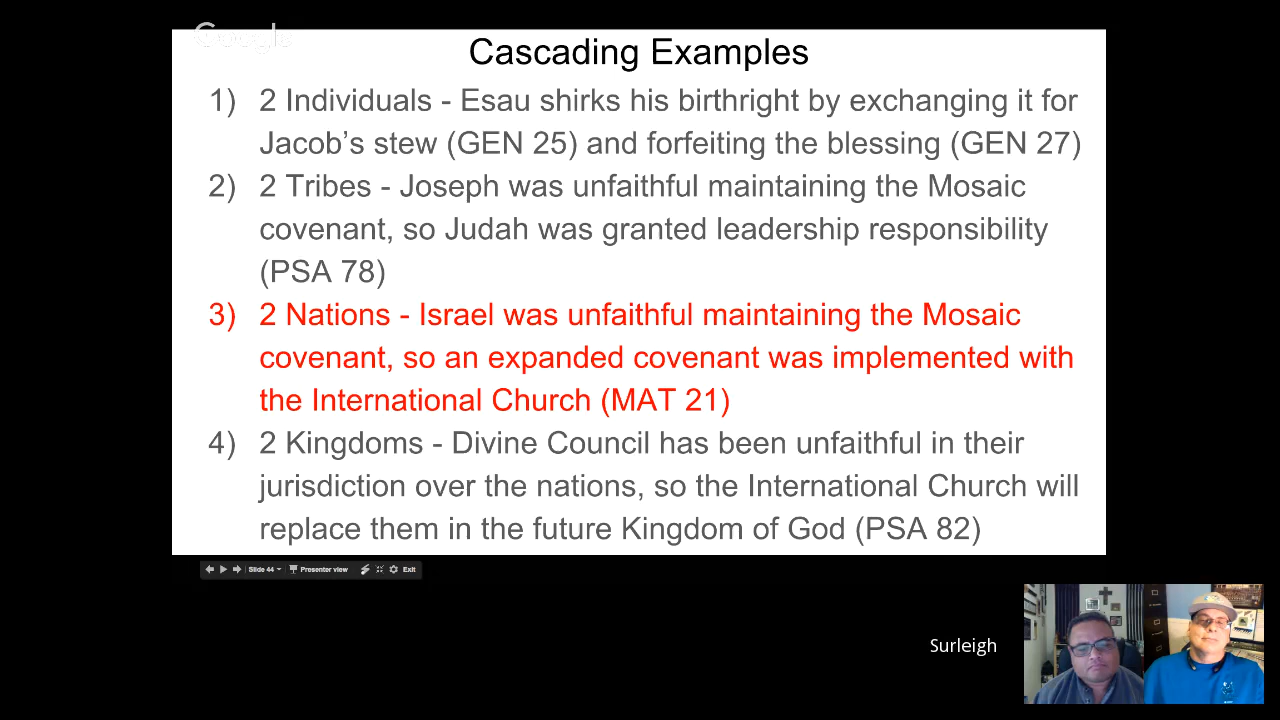 Google
Cascading Examples
1) 2 Individuals - Esau shirks his birthright by exchanging it for
Jacob's stew (GEN 25) and forfeiting the blessing (GEN 27)
2) 2 Tribes - Joseph was unfaithful maintaining the Mosaic
covenant, so Judah was granted leadership responsibility
(PSA 78)
3) 2 Nations - Israel was unfaithful maintaining the Mosaic
covenant, so an expanded covenant was implemented with
the International Church (MAT 21)
4) 2 Kingdoms - Divine Council has been unfaithful in their
jurisdiction over the nations, so the International Church will
replace them in the future Kingdom of God (PSA 82)
Slide 44 Presenter view Exit
Surleigh